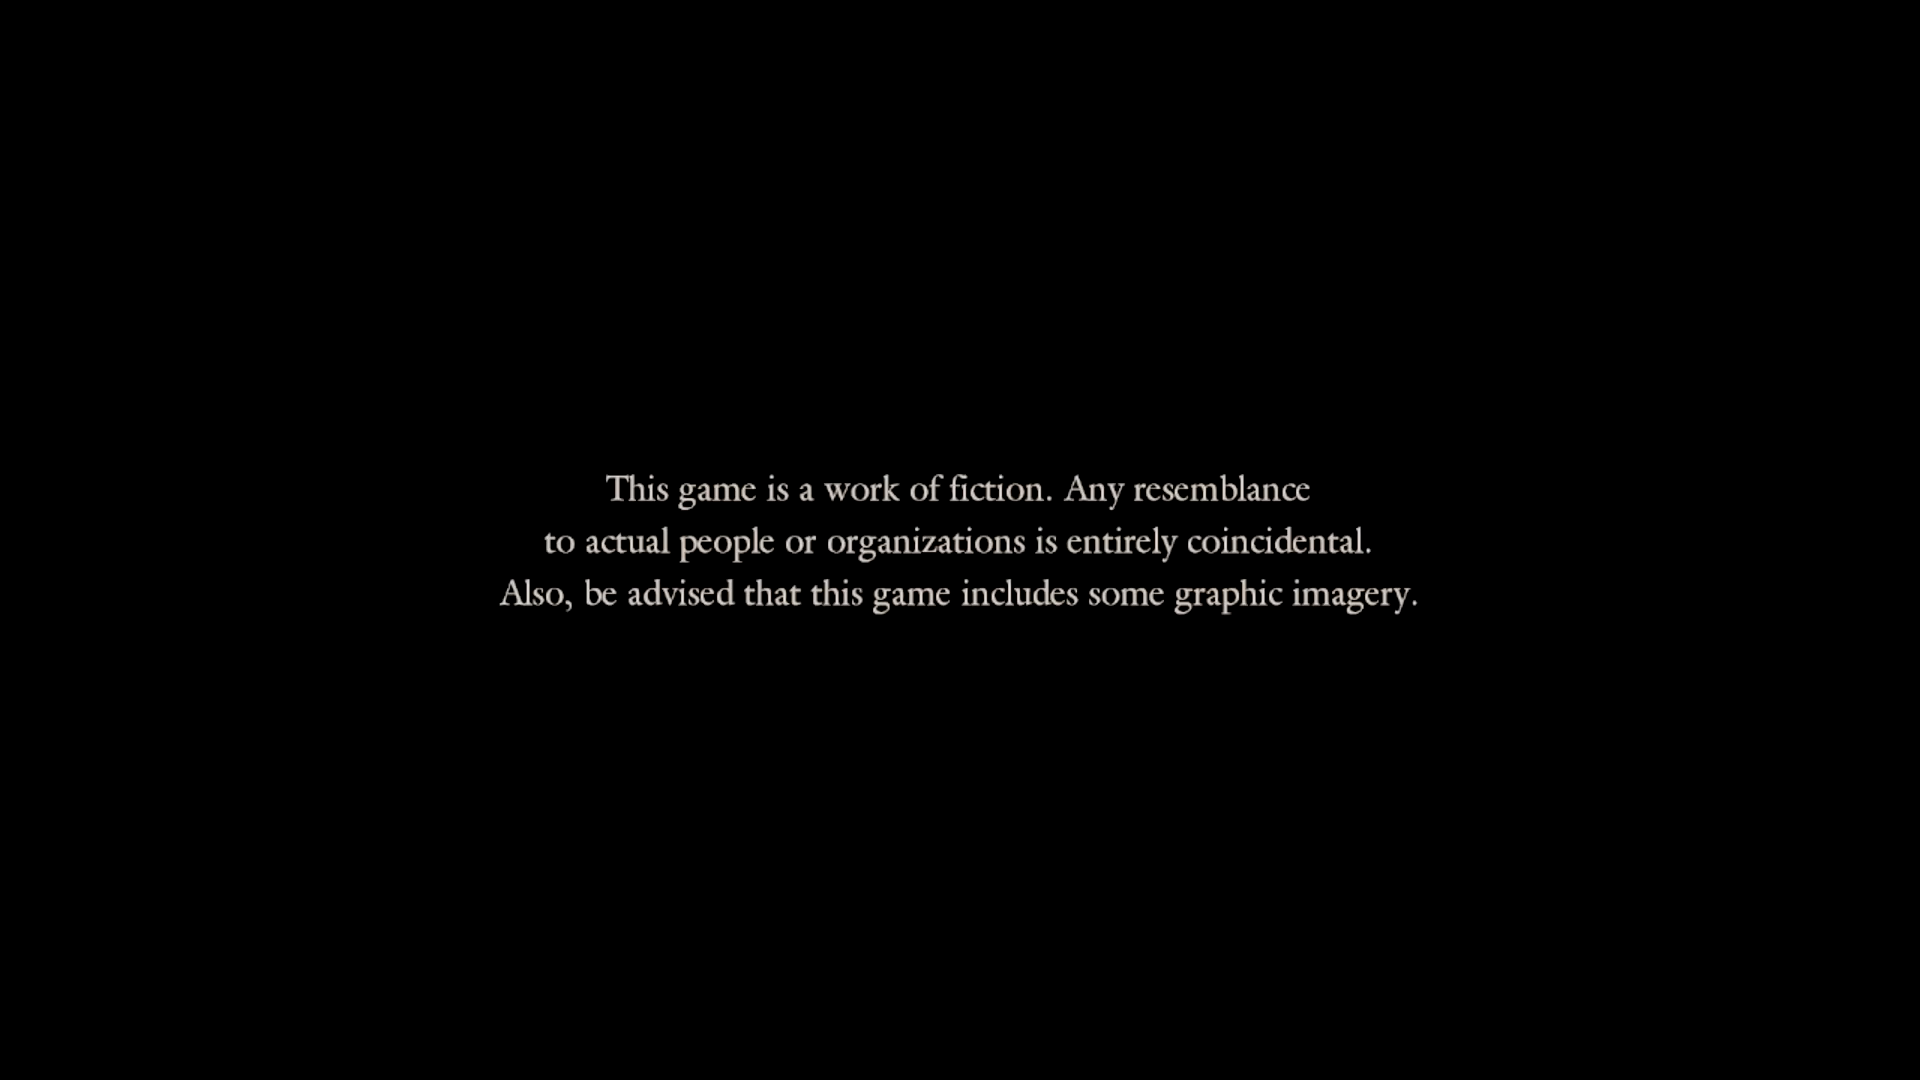 This game is a work of fiction. Any resemblance
to actual people or organizations is entirely coincidental.
Also, be advised that this game includes some graphic imagery.